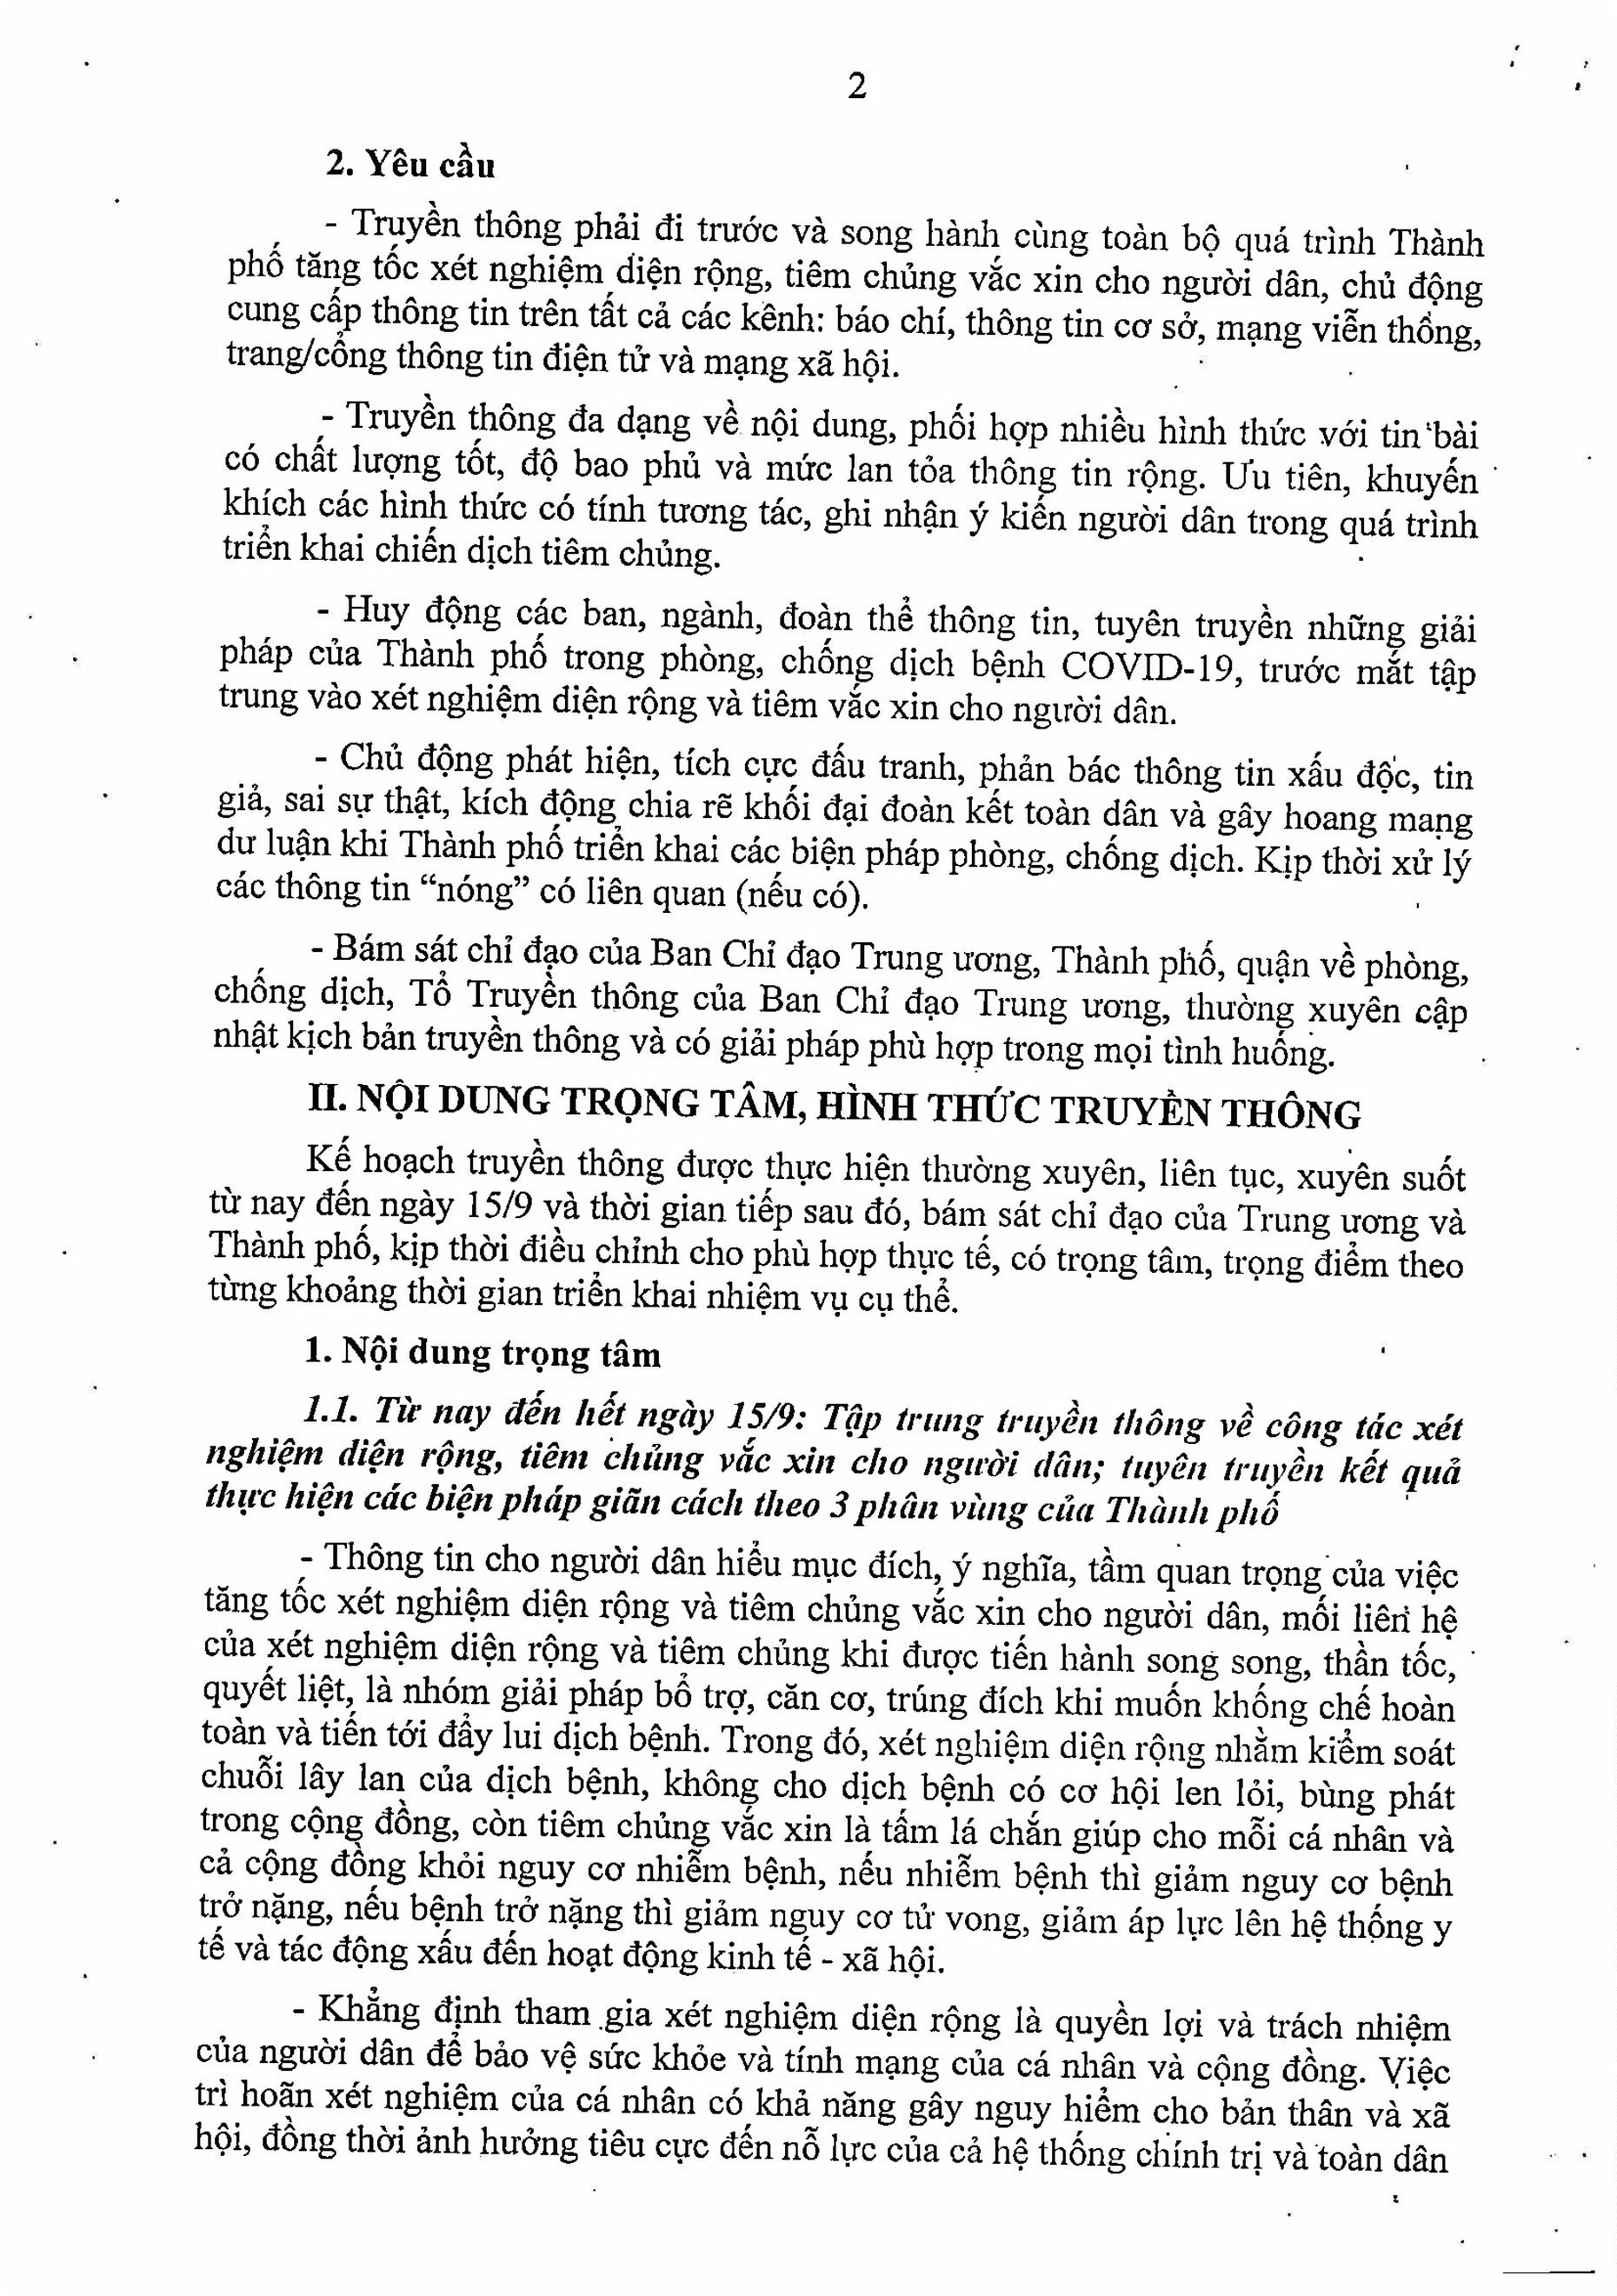 2
2. Yêu cầu
- Truyền thông phải đi trước và song hành cùng toàn bộ quá trình Thành
phố tăng tốc xét nghiệm diện rộng, tiêm chủng vắc xin cho người dân, chủ động
cung cấp thông tin trên tất cả các kênh: báo chí, thông tin cơ sở, mạng viễn thông,
trang/cổng thông tin điện tử và mạng xã hội.
- Truyền thông đa dạng về nội dung, phối hợp nhiều hình thức với tin bài
có chất lượng tốt, độ bao phủ và mức lan tỏa thông tin rộng. Ưu tiên, khuyến
khích các hình thức có tính tương tác, ghi nhận ý kiến người dân trong quá trình
triển khai chiến dịch tiêm chủng.
- Huy động các ban, ngành, đoàn thể thông tin, tuyên truyền những giải
pháp của Thành phố trong phòng, chống dịch bệnh COVID-19, trước mắt tập
trung vào xét nghiệm diện rộng và tiêm vắc xin cho người dân.
- Chủ động phát hiện, tích cực đấu tranh, phản bác thông tin xấu độc, tin
giả, sai sự thật, kích động chia rẽ khối đại đoàn kết toàn dân và gây hoang mang
dư luận khi Thành phố triển khai các biện pháp phòng, chống dịch. Kịp thời xử lý
các thông tin “nóng” có liên quan (nếu có).
- Bám sát chỉ đạo của Ban Chỉ đạo Trung ương, Thành phố, quận về phòng,
chống dịch, Tổ Truyền thông của Ban Chỉ đạo Trung ương, thường xuyên cập
nhật kịch bản truyền thông và có giải pháp phù hợp trong mọi tình huống.
II. NỘI DUNG TRỌNG TÂM, HÌNH THỨC TRUYỀN THÔNG
Kế hoạch truyền thông được thực hiện thường xuyên, liên tục, xuyên suốt
từ nay đến ngày 15/9 và thời gian tiếp sau đó, bám sát chỉ đạo của Trung ương và
Thành phố, kịp thời điều chỉnh cho phù hợp thực tế, có trọng tâm, trọng điểm theo
từng khoảng thời gian triển khai nhiệm vụ cụ thể.
1. Nội dung trọng tâm
1.1. Từ nay đến hết ngày 15/9: Tập trung truyền thông về công tác xét
nghiệm diện rộng, tiêm chủng vắc xin cho người dân; tuyên truyền kết quả
thực hiện các biện pháp giãn cách theo 3 phân vùng của Thành phố
- Thông tin cho người dân hiểu mục đích, ý nghĩa, tầm quan trọng của việc
tăng tốc xét nghiệm diện rộng và tiêm chủng vắc xin cho người dân, mối liên hệ
của xét nghiệm diện rộng và tiêm chủng khi được tiến hành song song, thần tốc,
quyết liệt, là nhóm giải pháp bổ trợ, căn cơ, trúng đích khi muốn khống chế hoàn
toàn và tiến tới đẩy lui dịch bệnh. Trong đó, xét nghiệm diện rộng nhằm kiểm soát
chuỗi lây lan của dịch bệnh, không cho dịch bệnh có cơ hội len lỏi, bùng phát
trong cộng đồng, còn tiêm chủng vắc xin là tấm lá chắn giúp cho mỗi cá nhân và
cả cộng đồng khỏi nguy cơ nhiễm bệnh, nếu nhiễm bệnh thì giảm nguy cơ bệnh
trở nặng, nếu bệnh trở nặng thì giảm nguy cơ tử vong, giảm áp lực lên hệ thống y
tế và tác động xấu đến hoạt động kinh tế - xã hội.
- Khẳng định tham gia xét nghiệm diện rộng là quyền lợi và trách nhiệm
của người dân để bảo vệ sức khỏe và tính mạng của cá nhân và cộng đồng. Việc
trì hoãn xét nghiệm của cá nhân có khả năng gây nguy hiểm cho bản thân và xã
hội, đồng thời ảnh hưởng tiêu cực đến nỗ lực của cả hệ thống chính trị và toàn dân